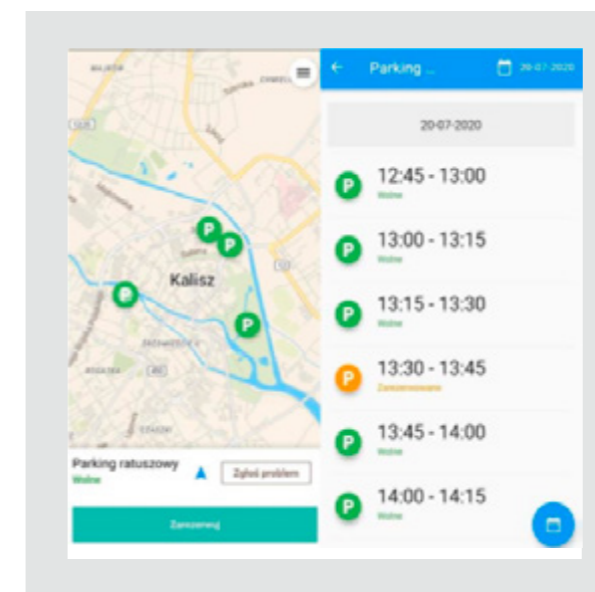 Kalisz
Parking ratuszowy
Wolne
Zgłoś problem
Zarezerwuj
Parking ...
20-07-2020
20-07-2020
P 12:45 - 13:00
Wolne
P 13:00 - 13:15
Wolne
P 13:15 - 13:30
Wolne
P 13:30 - 13:45
Zarezerwowane
P 13:45 - 14:00
Wolne
P 14:00 - 14:15
Wolne